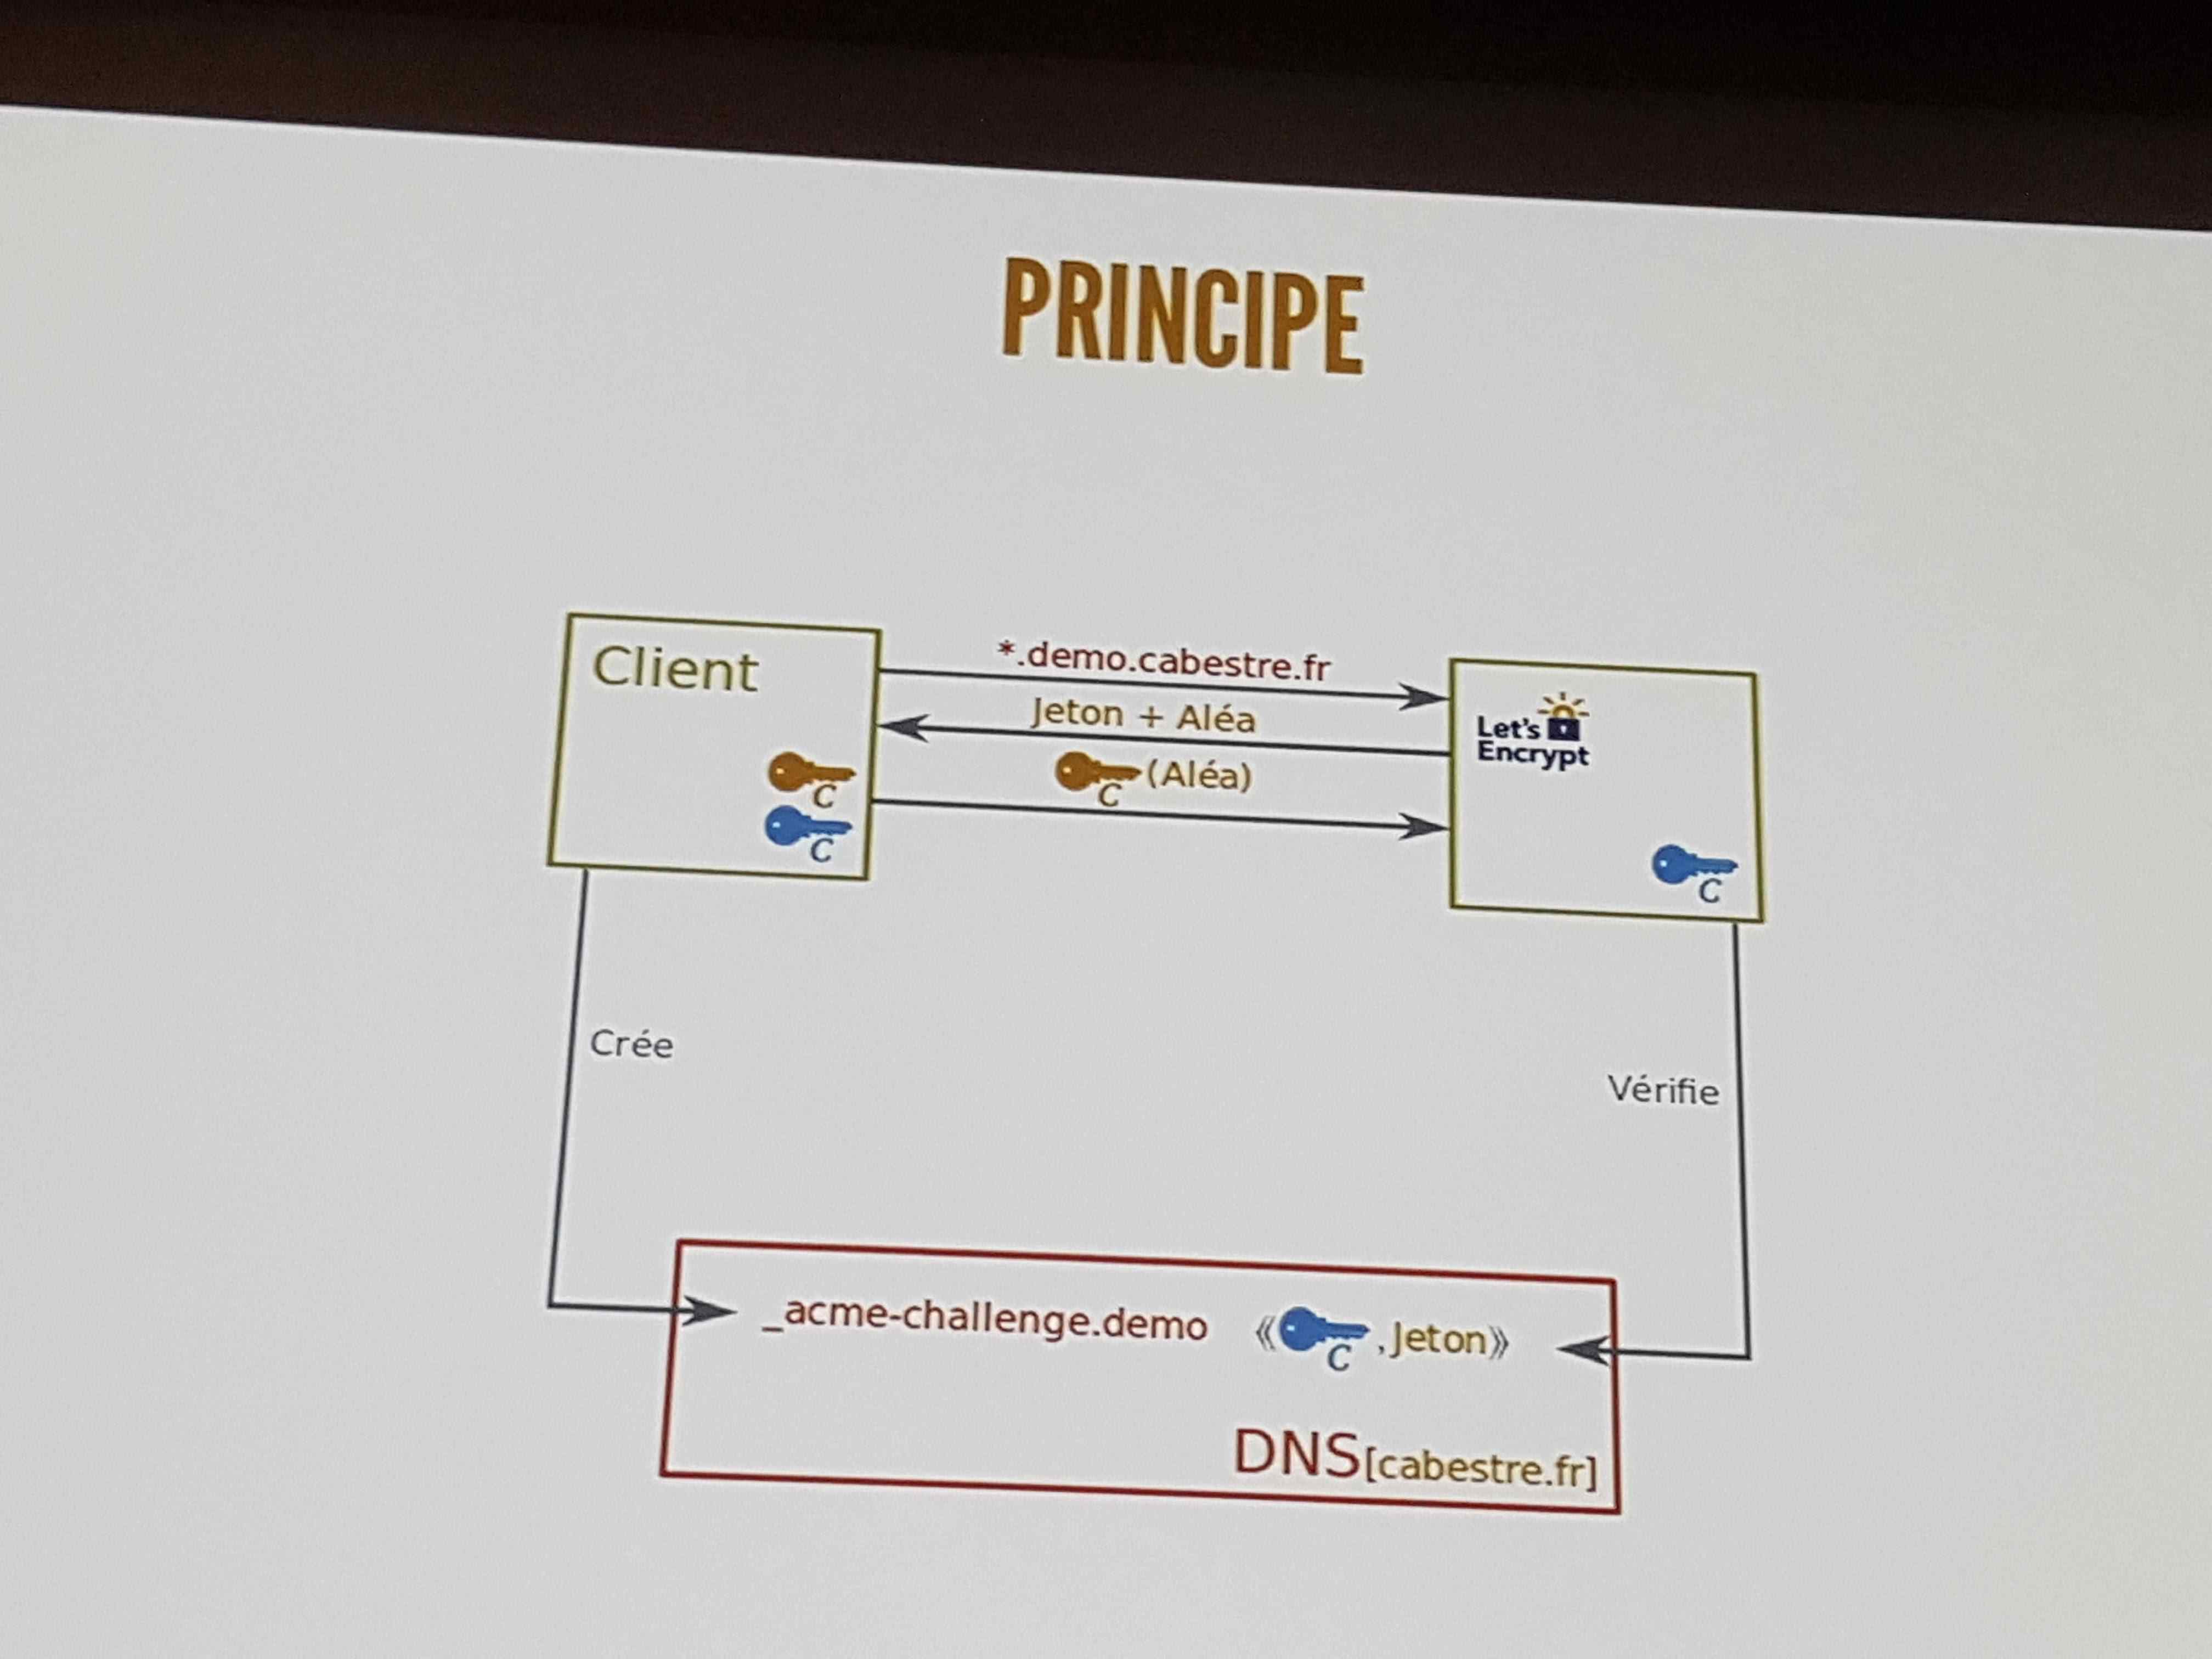 PRINCIPE
Client
*.demo.cabestre.fr
Jeton + Aléa
C (Aléa)
C
C
Let's
Encrypt
C
Crée
Vérifie
_acme-challenge.demo 《 C , Jeton》
DNS[cabestre.fr]